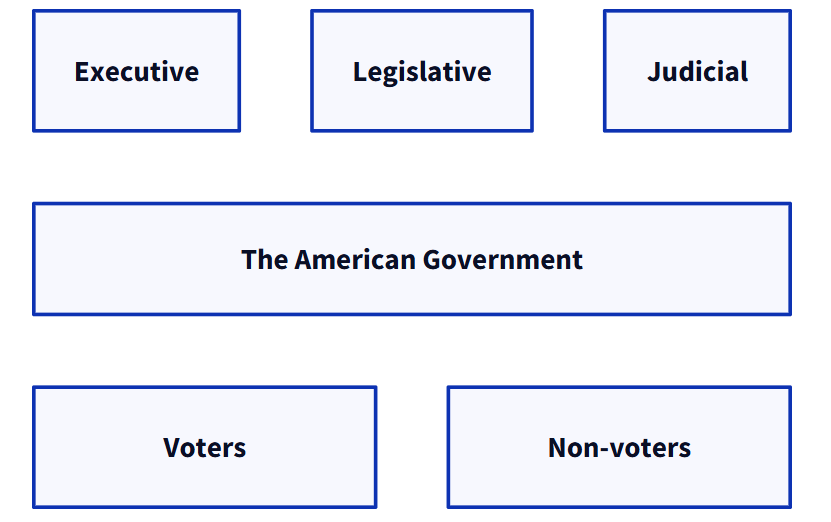 Executive
Legislative
Judicial
The American Government
Voters
Non-voters